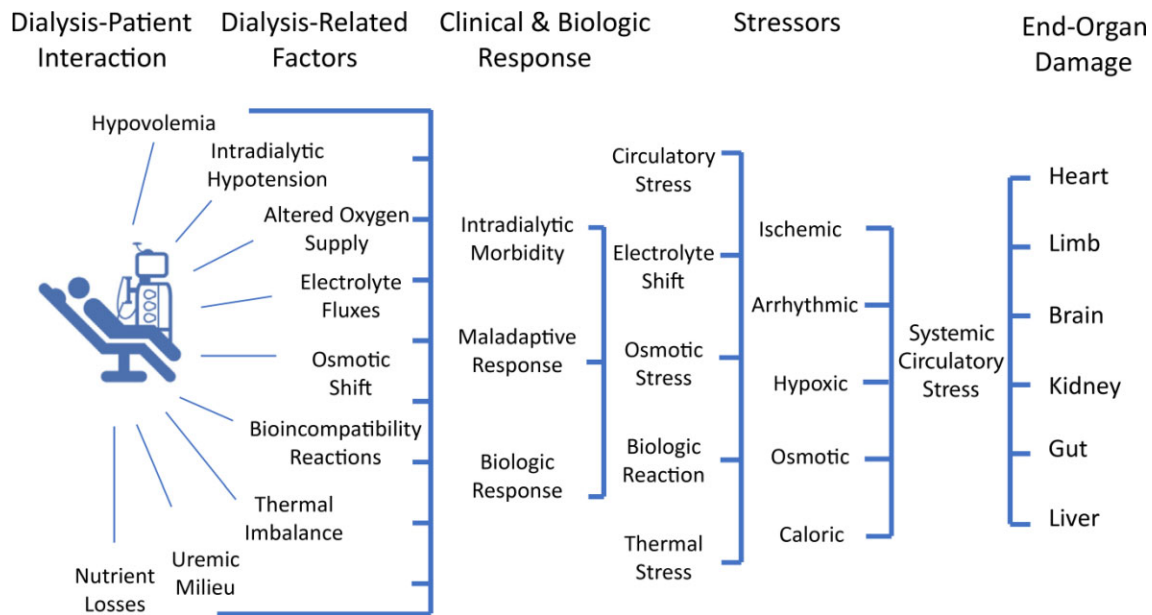 Dialysis-Patient
Interaction
Dialysis-Related
Factors
Clinical & Biologic
Response
Stressors
End-Organ
Damage
Hypovolemia
Intradialytic
Hypotension
Altered Oxygen
Supply
Electrolyte
Fluxes
Osmotic
Shift
Bioincompatibility
Reactions
Thermal
Imbalance
Uremic
Milieu
Nutrient
Losses
Intradialytic
Morbidity
Maladaptive
Response
Biologic
Response
Circulatory
Stress
Electrolyte
Shift
Osmotic
Stress
Biologic
Reaction
Thermal
Stress
Ischemic
Arrhythmic
Hypoxic
Osmotic
Caloric
Systemic
Circulatory
Stress
Heart
Limb
Brain
Kidney
Gut
Liver